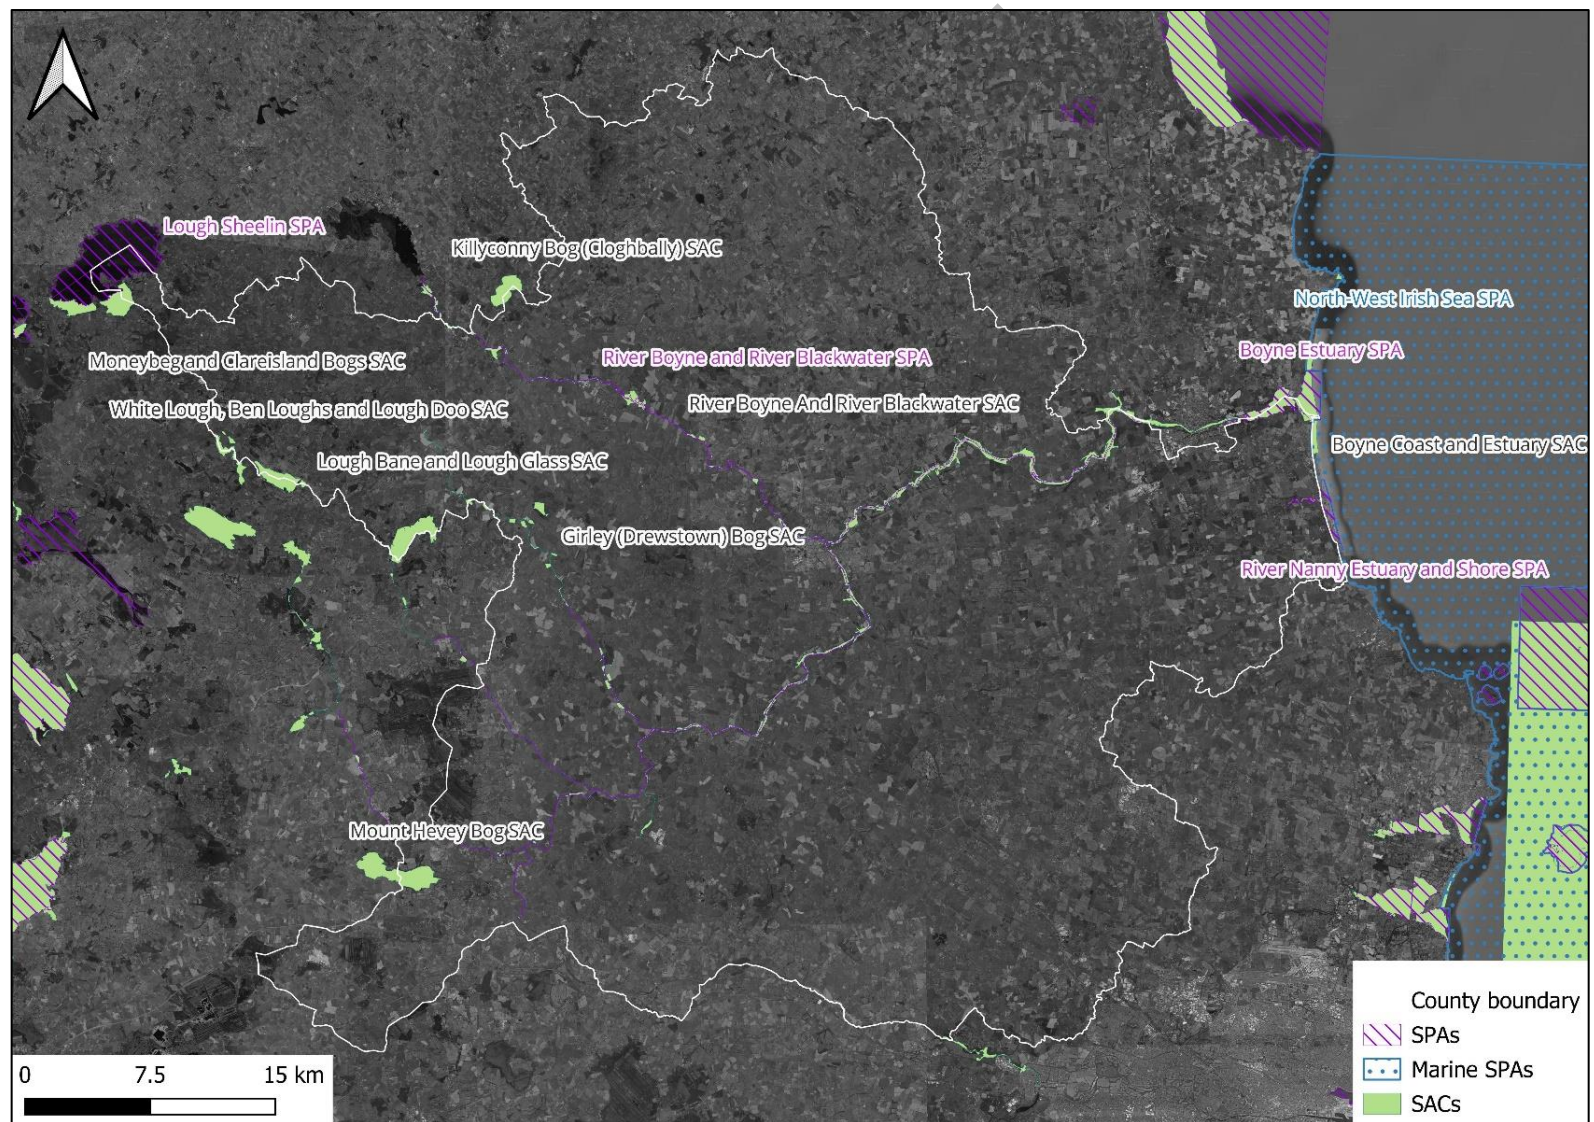 Lough Sheelin SPA
Killyconny Bog (Cloghbally) SAC
North-West Irish Sea SPA
Moneybeg and Clareisland Bogs SAC
River Boyne and River Blackwater SPA
Boyne Estuary SPA
White Lough, Ben Loughs and Lough Doo SAC
River Boyne And River Blackwater SAC
Boyne Coast and Estuary SAC
Lough Bane and Lough Glass SAC
Girley (Drewstown) Bog SAC
River Nanny Estuary and Shore SPA
Mount Hevey Bog SAC
County boundary
SPAs
Marine SPAs
SACs
0 7.5 15 km